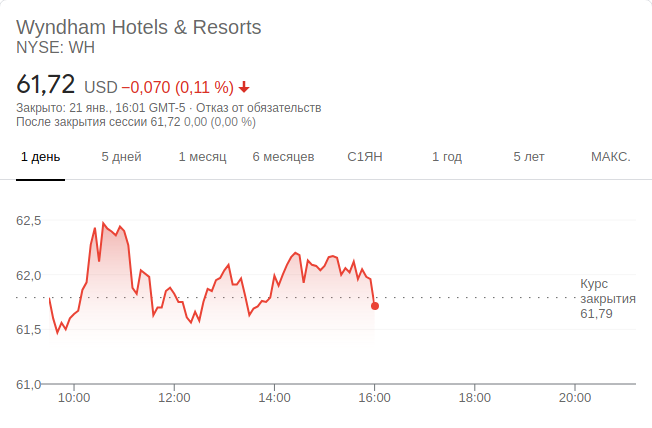 Wyndham Hotels & Resorts
NYSE: WH
61,72 USD −0,070 (0,11 %)
Закрыто: 21 янв., 16:01 GMT-5 · Отказ от обязательств
После закрытия сессии 61,72 0,00 (0,00 %)
1 день 5 дней 1 месяц 6 месяцев С1ЯН 1 год 5 лет МАКС.
62,5
62,0
Курс
закрытия
61,79
61,5
61,0
10:00 12:00 14:00 16:00 18:00 20:00